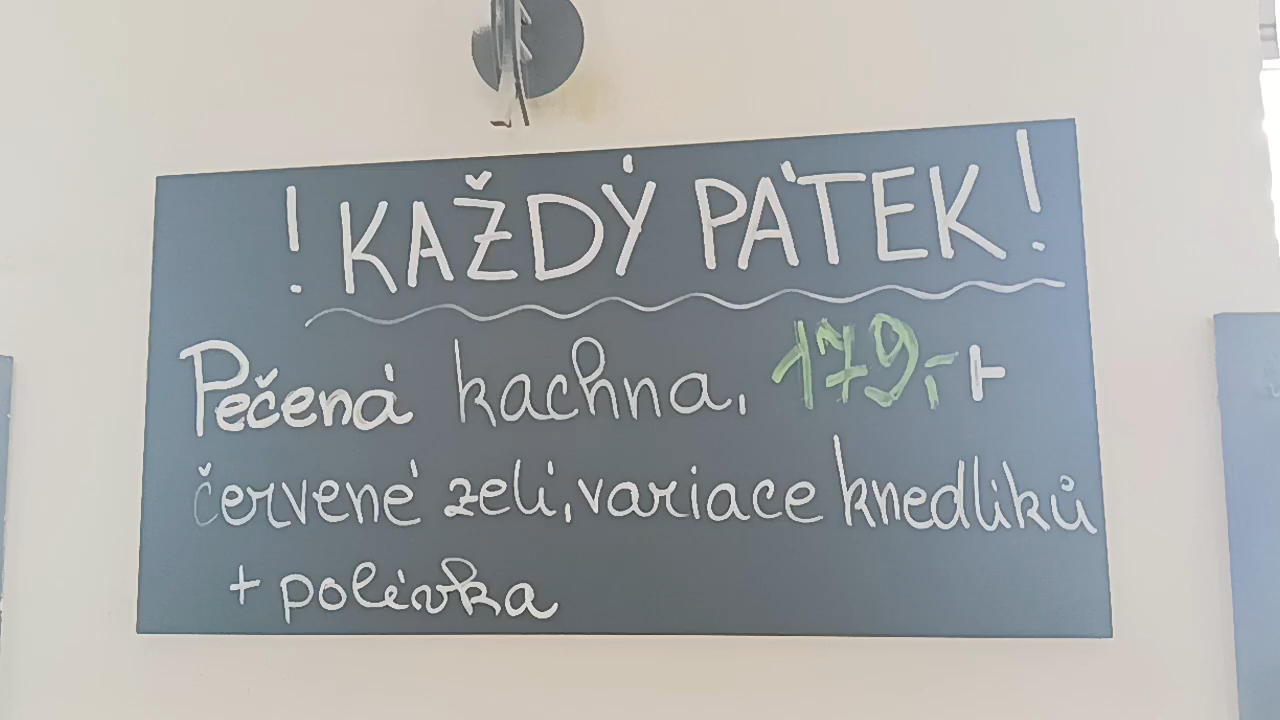 ! KAŽDÝ PÁTEK !
Pečená kachna, 179,- +
červené zelí, variace knedlíků
+ polévka